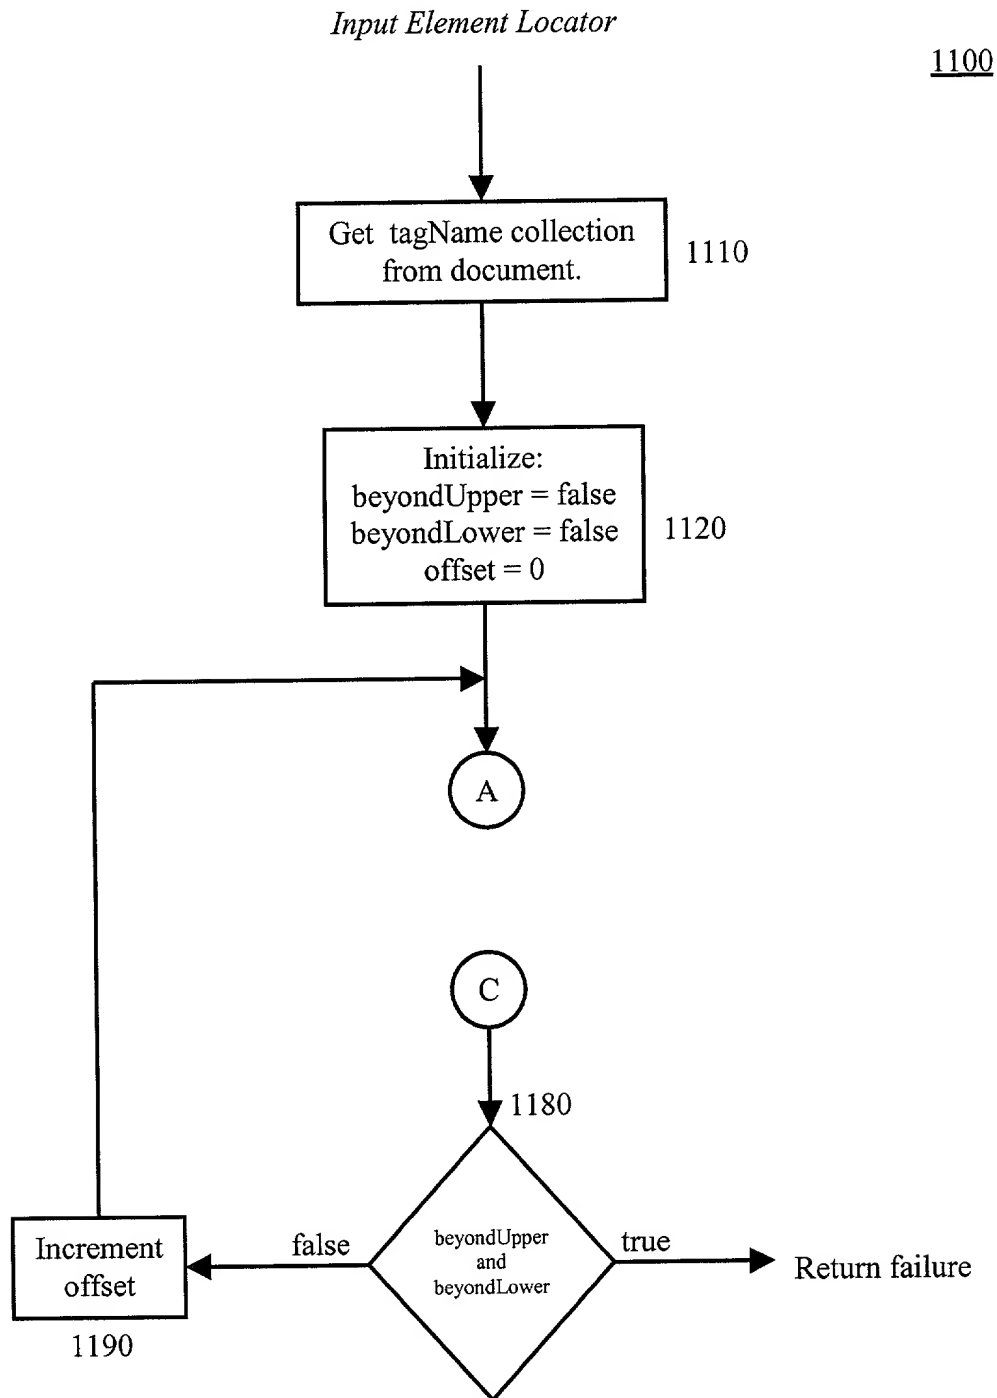 Input Element Locator
1100
Get tagName collection
from document.
1110
Initialize:
beyondUpper = false
beyondLower = false
offset = 0
1120
A
C
1180
beyondUpper
and
beyondLower
false
true
Increment
offset
Return failure
1190